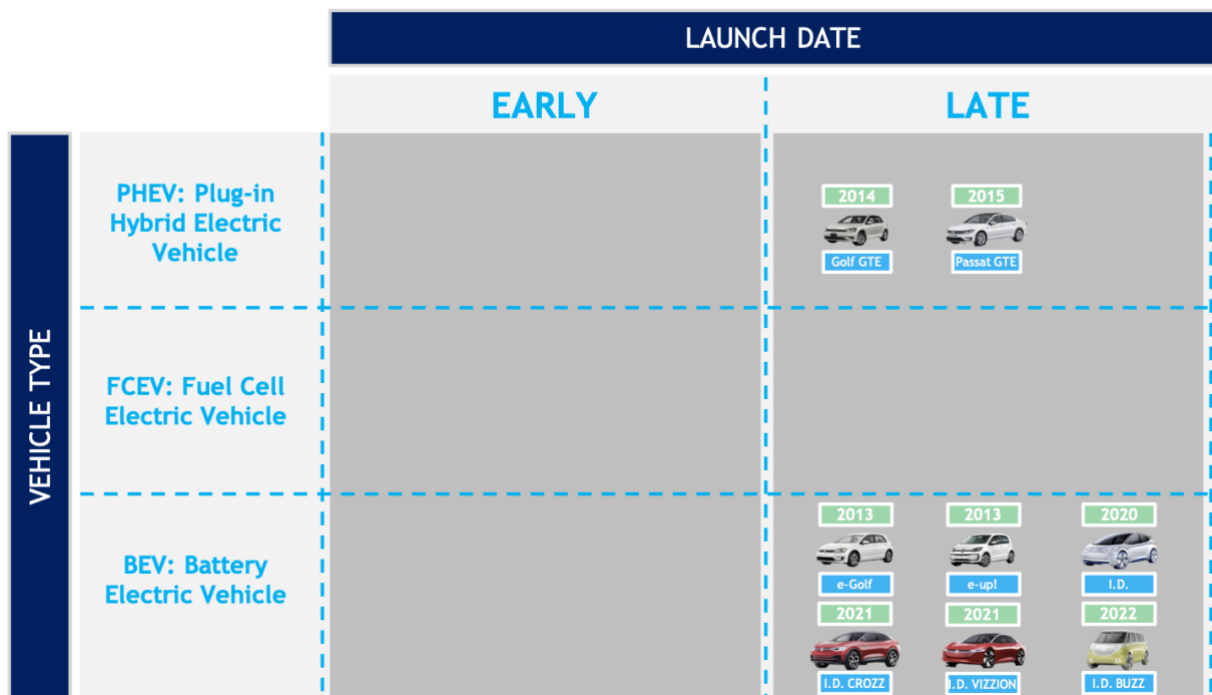 LAUNCH DATE
EARLY
LATE
VEHICLE TYPE
PHEV: Plug-in
Hybrid Electric
Vehicle
2014
2015
Golf GTE
Passat GTE
FCEV: Fuel Cell
Electric Vehicle
BEV: Battery
Electric Vehicle
2013
2013
2020
e-Golf
e-up!
I.D.
2021
2021
2022
I.D. CROZZ
I.D. VIZZION
I.D. BUZZ